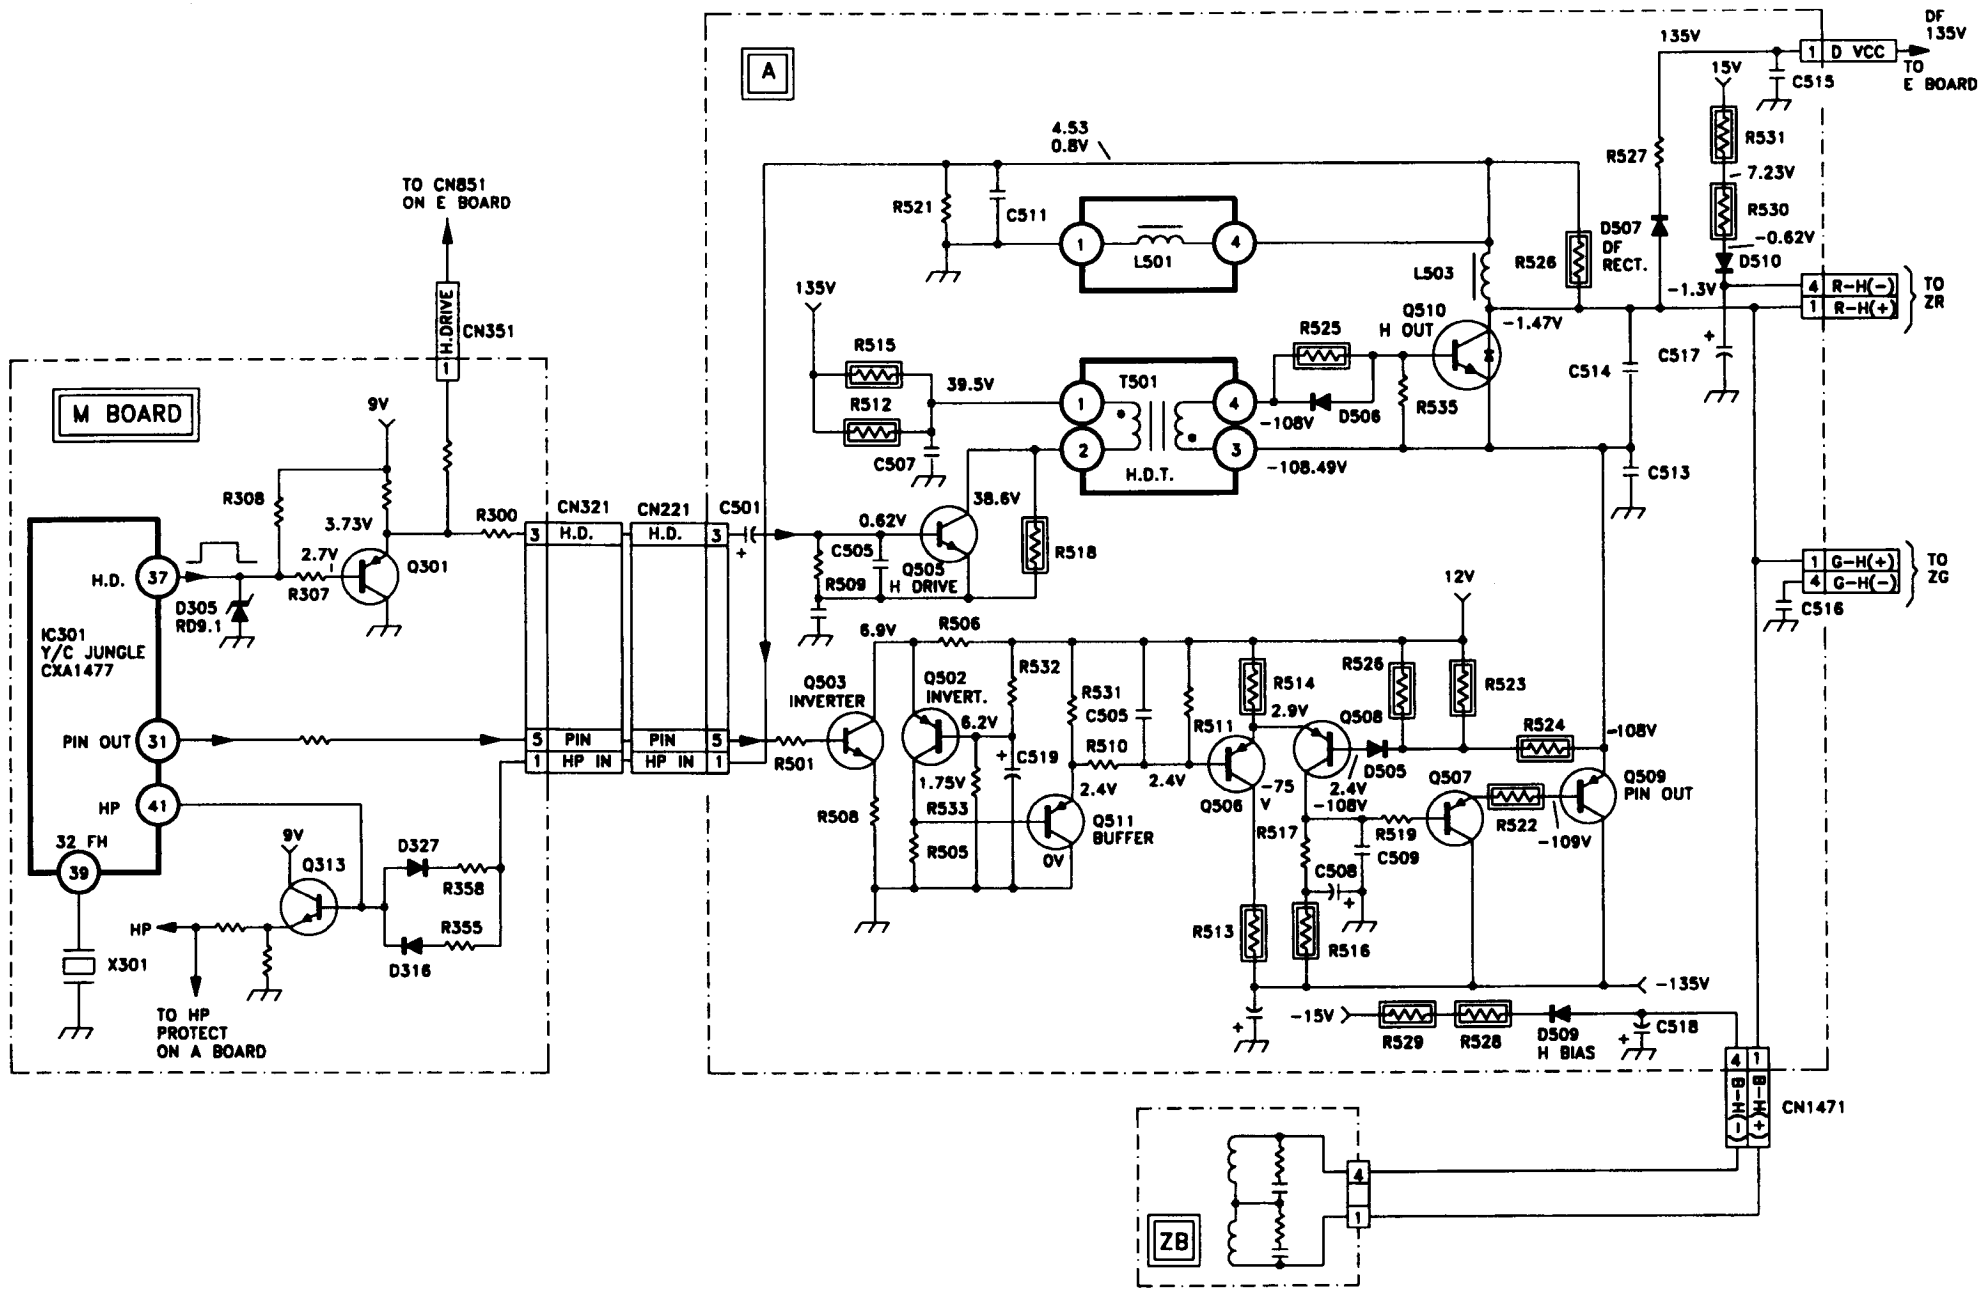 DF
135V
135V
1 D VCC
TO
E BOARD
A
15V
C515
R531
4.53
0.8V
R527
7.23V
TO CN851
ON E BOARD
R521
C511
R530
1
4
L501
D507
DF
RECT.
-0.62V
D510
R526
L503
135V
-1.3V
4 R-H(-)
1 R-H(+)
TO
ZR
H.DRIVE
1
CN351
Q510
H OUT
-1.47V
R525
R515
C517
C514
39.5V
T501
1
4
R512
D506
R535
-108V
M BOARD
9V
C507
2
3
H.D.T.
-108.49V
C513
R308
38.6V
3.73V
R300
CN321
CN221
C501
0.62V
3 H.D.
H.D. 3
+
C505
R518
2.7V
Q301
1 G-H(+)
4 G-H(-)
TO
ZG
H.D.
37
R307
R509
Q505
H DRIVE
12V
D305
RD9.1
C516
IC301
Y/C JUNGLE
CXA1477
6.9V
R506
R532
R526
Q503
INVERTER
Q502
INVERT.
R531
R514
R523
C505
R511
2.9V
Q508
6.2V
R524
-108V
PIN OUT
31
5 PIN
PIN 5
1 HP IN
HP IN 1
R501
C519
R510
D505
1.75V
2.4V
2.4V
2.4V
-75
V
Q507
Q509
PIN OUT
HP
41
Q506
-108V
R508
R533
Q511
BUFFER
R517
R519
R522
-109V
32 FH
39
9V
Q313
D327
R358
R505
0V
C509
C508
R355
HP
R513
R516
X301
D316
-135V
TO HP
PROTECT
ON A BOARD
-15V
R529
R528
D509
H BIAS
C518
4 1
B-H(-)
B-H(+)
CN1471
4
1
ZB